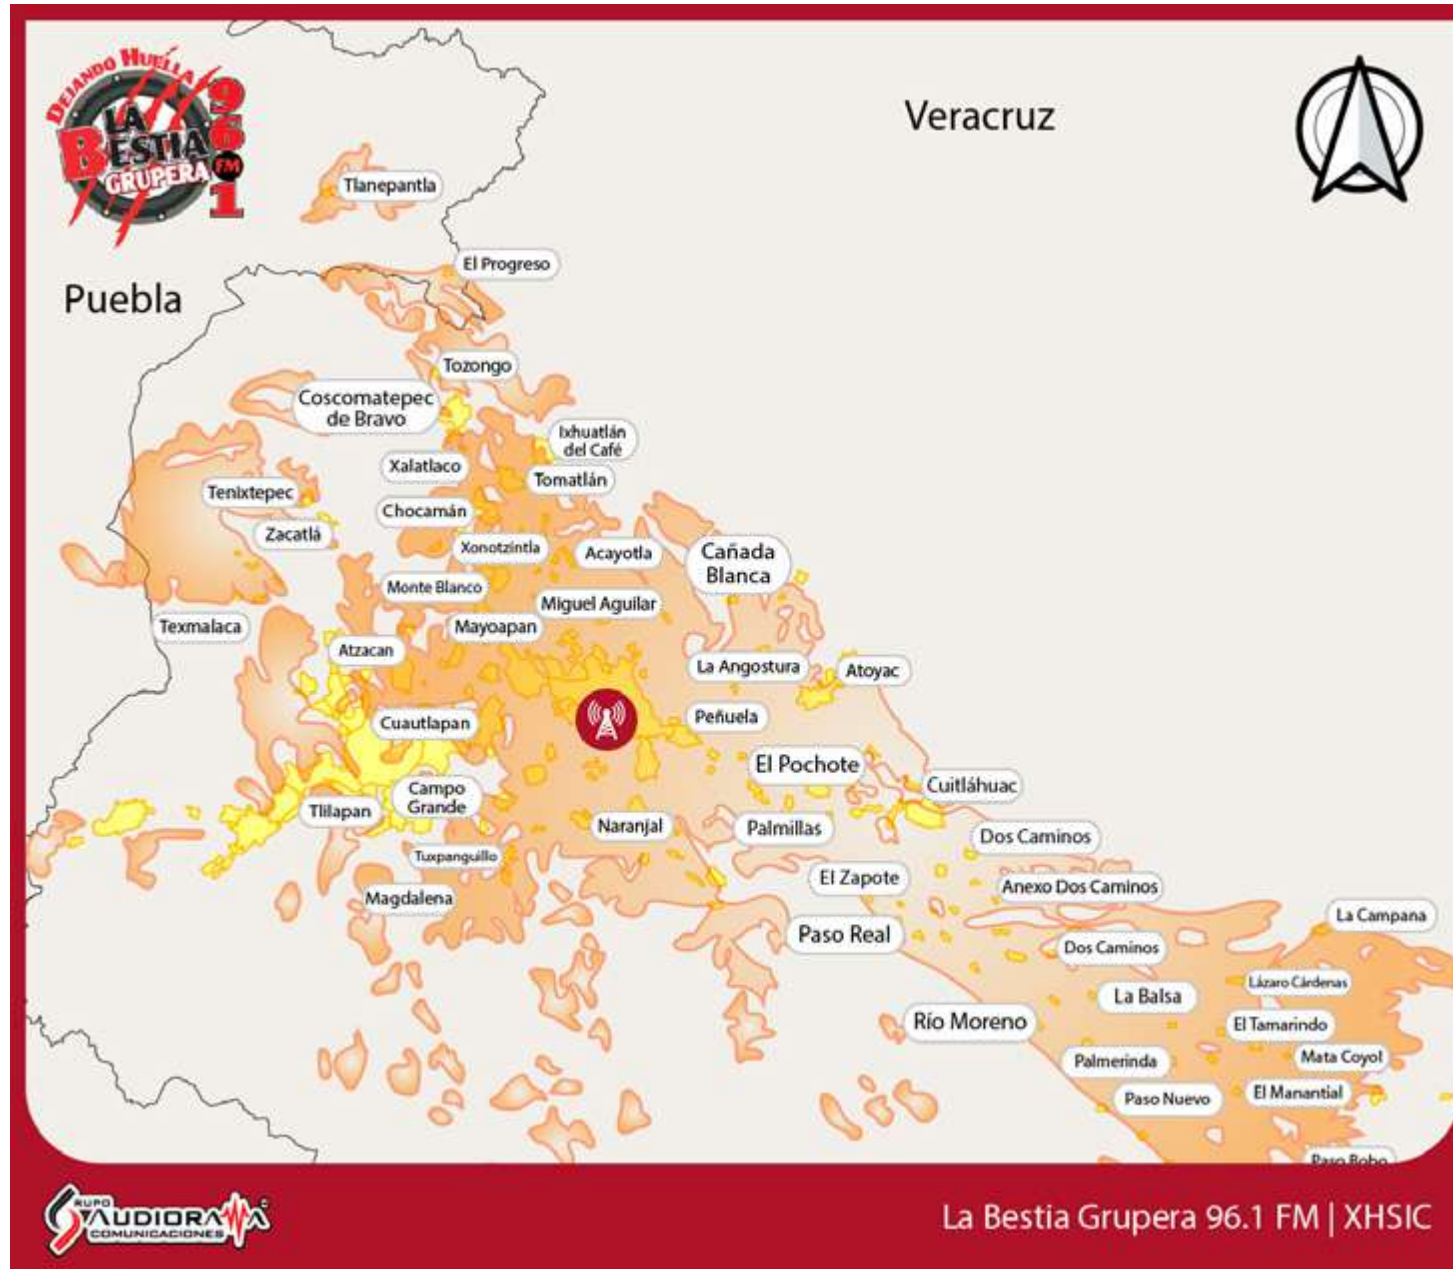 DEJANDO HUELLA
LA
BESTIA
GRUPERA
96.1
FM
Veracruz
Tlanepantla
El Progreso
Puebla
Tozongo
Coscomatepec
de Bravo
Ixhuatlán
del Café
Xalatlaco
Tomatlán
Tenixtepec
Chocamán
Zacatlá
Xonotzintla
Acayotla
Cañada
Blanca
Monte Blanco
Miguel Aguilar
Texmalaca
Mayoapan
Atzacan
La Angostura
Atoyac
Cuautlapan
Peñuela
El Pochote
Cuitláhuac
Campo
Grande
Tlilapan
Naranjal
Palmillas
Dos Caminos
Tuxpanguillo
El Zapote
Anexo Dos Caminos
Magdalena
La Campana
Paso Real
Dos Caminos
Lázaro Cárdenas
La Balsa
Río Moreno
El Tamarindo
Palmerinda
Mata Coyol
Paso Nuevo
El Manantial
Paso Bobo
GRUPO
AUDIORAMA
COMUNICACIONES
La Bestia Grupera 96.1 FM | XHSIC